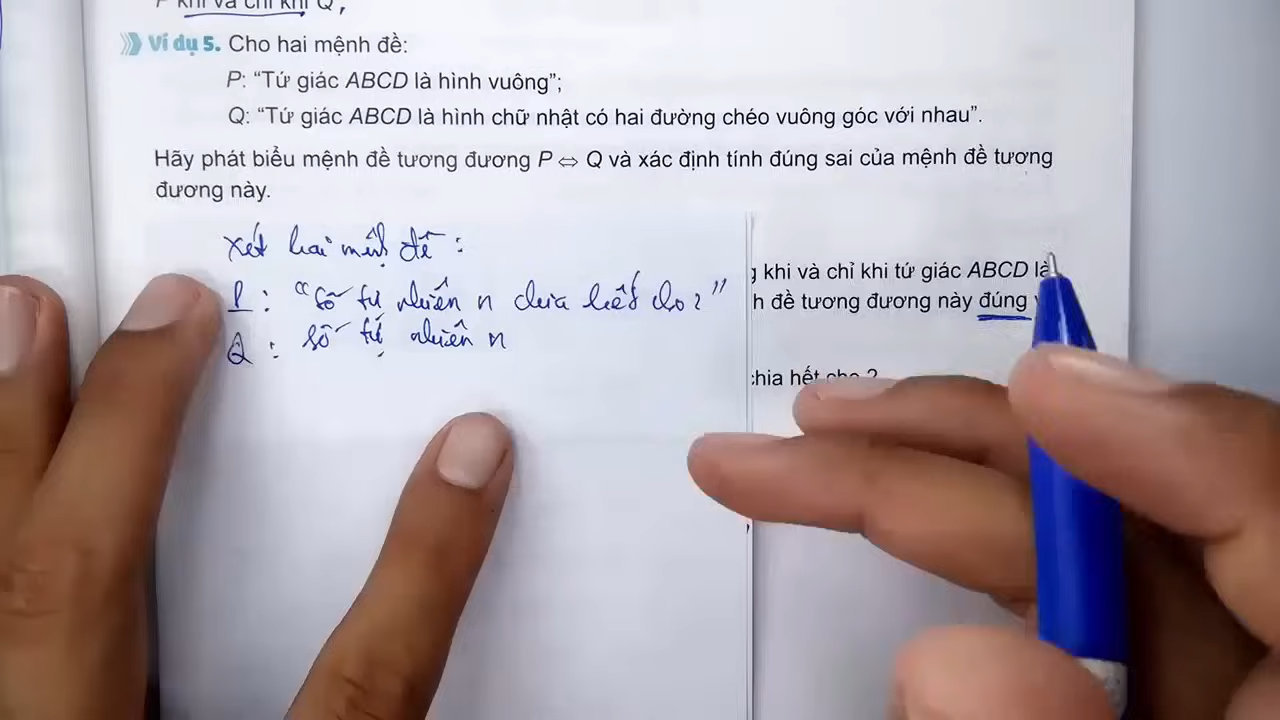 P khi và chỉ khi Q",
Ví dụ 5. Cho hai mệnh đề:
P: “Tứ giác ABCD là hình vuông”;
Q: “Tứ giác ABCD là hình chữ nhật có hai đường chéo vuông góc với nhau”.
Hãy phát biểu mệnh đề tương đương P ⇔ Q và xác định tính đúng sai của mệnh đề tương
đương này.
Xét hai mệnh đề :
P : “số tự nhiên n chia hết cho 2”
Q : số tự nhiên n
khi và chỉ khi tứ giác ABCD là
đề tương đương này đúng
hết cho 2